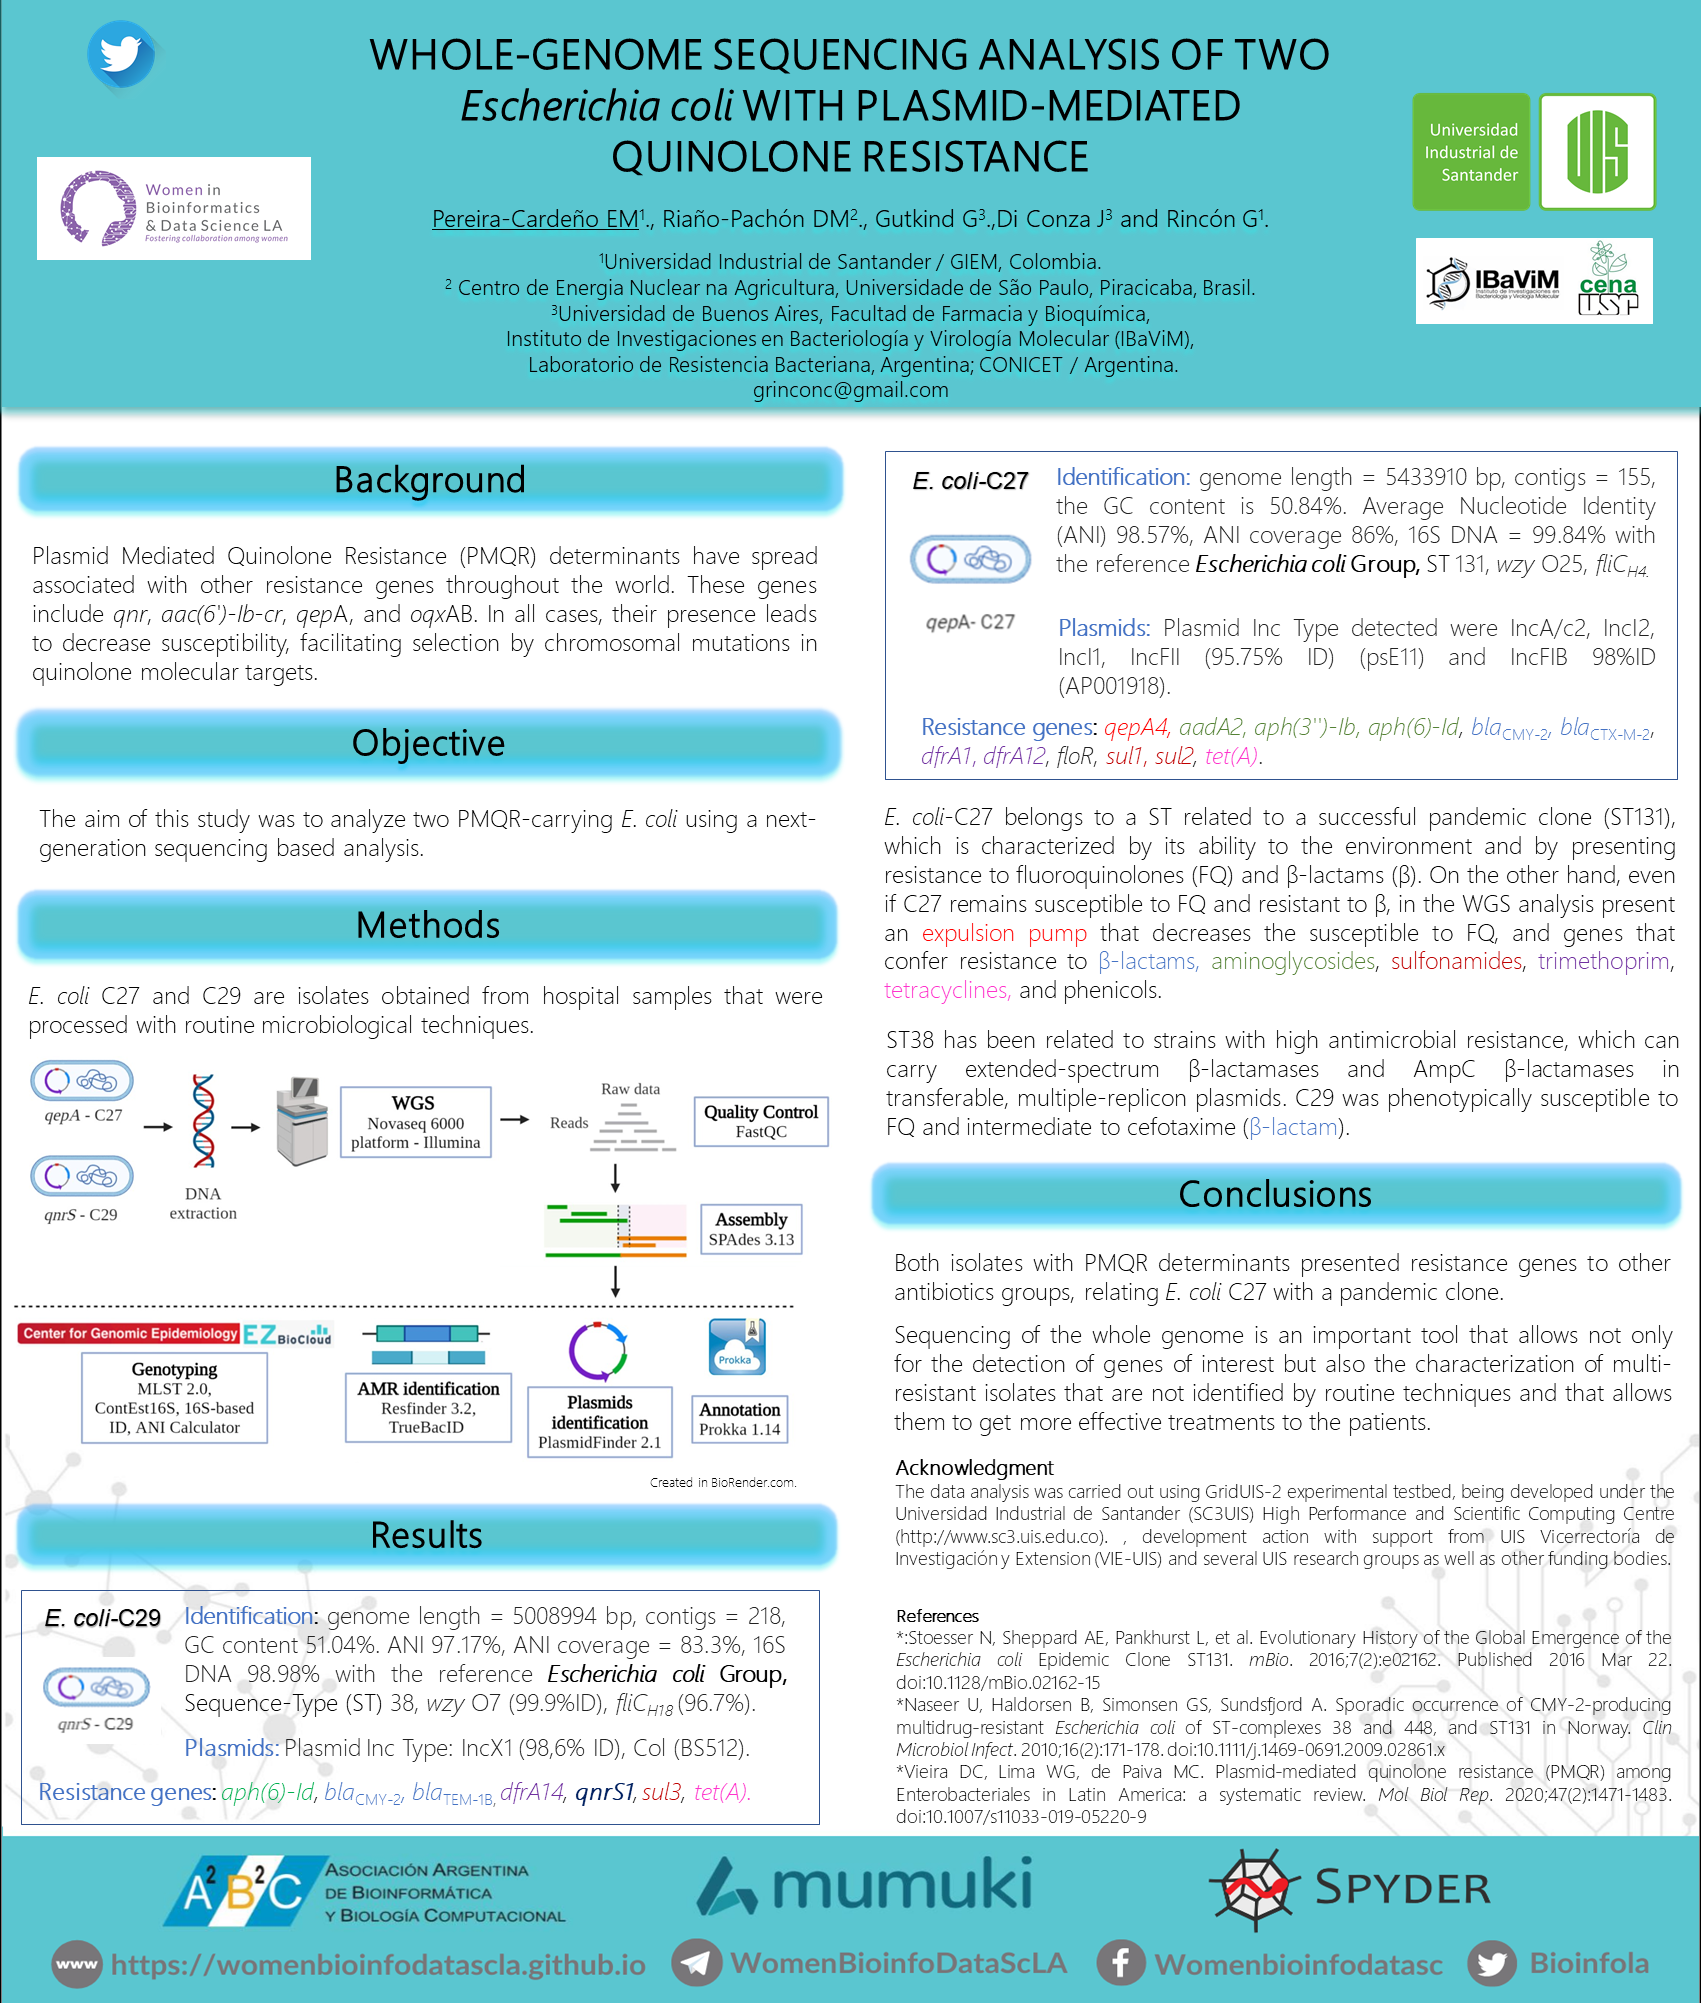 WHOLE-GENOME SEQUENCING ANALYSIS OF TWO
Escherichia coli WITH PLASMID-MEDIATED
QUINOLONE RESISTANCE
Women in
Bioinformatics
& Data Science LA
Fostering collaboration among women
Universidad
Industrial de
Santander
UIS
Pereira-Cardeño EM¹., Riaño-Pachón DM²., Gutkind G³.,Di Conza J³ and Rincón G¹.
¹Universidad Industrial de Santander / GIEM, Colombia.
² Centro de Energia Nuclear na Agricultura, Universidade de São Paulo, Piracicaba, Brasil.
³Universidad de Buenos Aires, Facultad de Farmacia y Bioquímica,
Instituto de Investigaciones en Bacteriología y Virología Molecular (IBaViM),
Laboratorio de Resistencia Bacteriana, Argentina; CONICET / Argentina.
grinconc@gmail.com
IBaViM
Instituto de Investigaciones en
Bacteriología y Virología Molecular
cena
USP
Background
Plasmid Mediated Quinolone Resistance (PMQR) determinants have spread
associated with other resistance genes throughout the world. These genes
include qnr, aac(6')-Ib-cr, qepA, and oqxAB. In all cases, their presence leads
to decrease susceptibility, facilitating selection by chromosomal mutations in
quinolone molecular targets.
Objective
The aim of this study was to analyze two PMQR-carrying E. coli using a next-
generation sequencing based analysis.
Methods
E. coli C27 and C29 are isolates obtained from hospital samples that were
processed with routine microbiological techniques.
qepA - C27
qnrS - C29
DNA
extraction
WGS
Novaseq 6000
platform - Illumina
Raw data
Reads
Quality Control
FastQC
Assembly
SPAdes 3.13
Center for Genomic Epidemiology
EZ BioCloud
Genotyping
MLST 2.0,
ContEst16S, 16S-based
ID, ANI Calculator
AMR identification
Resfinder 3.2,
TrueBacID
Plasmids
identification
PlasmidFinder 2.1
Prokka
Annotation
Prokka 1.14
Created in BioRender.com.
Results
E. coli-C29
qnrS - C29
Identification: genome length = 5008994 bp, contigs = 218,
GC content 51.04%. ANI 97.17%, ANI coverage = 83.3%, 16S
DNA 98.98% with the reference Escherichia coli Group,
Sequence-Type (ST) 38, wzy O7 (99.9%ID), fliCH18 (96.7%).
Plasmids: Plasmid Inc Type: IncX1 (98,6% ID), Col (BS512).
Resistance genes: aph(6)-Id, blaCMY-2, blaTEM-1B, dfrA14, qnrS1, sul3, tet(A).
E. coli-C27
qepA- C27
Identification: genome length = 5433910 bp, contigs = 155,
the GC content is 50.84%. Average Nucleotide Identity
(ANI) 98.57%, ANI coverage 86%, 16S DNA = 99.84% with
the reference Escherichia coli Group, ST 131, wzy O25, fliCH4.
Plasmids: Plasmid Inc Type detected were IncA/c2, IncI2,
IncI1, IncFII (95.75% ID) (psE11) and IncFIB 98%ID
(AP001918).
Resistance genes: qepA4, aadA2, aph(3'')-Ib, aph(6)-Id, blaCMY-2, blaCTX-M-2,
dfrA1, dfrA12, floR, sul1, sul2, tet(A).
E. coli-C27 belongs to a ST related to a successful pandemic clone (ST131),
which is characterized by its ability to the environment and by presenting
resistance to fluoroquinolones (FQ) and β-lactams (β). On the other hand, even
if C27 remains susceptible to FQ and resistant to β, in the WGS analysis present
an expulsion pump that decreases the susceptible to FQ, and genes that
confer resistance to β-lactams, aminoglycosides, sulfonamides, trimethoprim,
tetracyclines, and phenicols.
ST38 has been related to strains with high antimicrobial resistance, which can
carry extended-spectrum β-lactamases and AmpC β-lactamases in
transferable, multiple-replicon plasmids. C29 was phenotypically susceptible to
FQ and intermediate to cefotaxime (β-lactam).
Conclusions
Both isolates with PMQR determinants presented resistance genes to other
antibiotics groups, relating E. coli C27 with a pandemic clone.
Sequencing of the whole genome is an important tool that allows not only
for the detection of genes of interest but also the characterization of multi-
resistant isolates that are not identified by routine techniques and that allows
them to get more effective treatments to the patients.
Acknowledgment
The data analysis was carried out using GridUIS-2 experimental testbed, being developed under the
Universidad Industrial de Santander (SC3UIS) High Performance and Scientific Computing Centre
(http://www.sc3.uis.edu.co). , development action with support from UIS Vicerrectoría de
Investigación y Extension (VIE-UIS) and several UIS research groups as well as other funding bodies.
References
*:Stoesser N, Sheppard AE, Pankhurst L, et al. Evolutionary History of the Global Emergence of the
Escherichia coli Epidemic Clone ST131. mBio. 2016;7(2):e02162. Published 2016 Mar 22.
doi:10.1128/mBio.02162-15
*Naseer U, Haldorsen B, Simonsen GS, Sundsfjord A. Sporadic occurrence of CMY-2-producing
multidrug-resistant Escherichia coli of ST-complexes 38 and 448, and ST131 in Norway. Clin
Microbiol Infect. 2010;16(2):171-178. doi:10.1111/j.1469-0691.2009.02861.x
*Vieira DC, Lima WG, de Paiva MC. Plasmid-mediated quinolone resistance (PMQR) among
Enterobacteriales in Latin America: a systematic review. Mol Biol Rep. 2020;47(2):1471-1483.
doi:10.1007/s11033-019-05220-9
A²B²C
ASOCIACIÓN ARGENTINA
DE BIOINFORMÁTICA
Y BIOLOGÍA COMPUTACIONAL
mumuki
SPYDER
www https://womenbioinfodatascla.github.io
WomenBioinfoDataScLA
Womenbioinfodatasc
Bioinfola